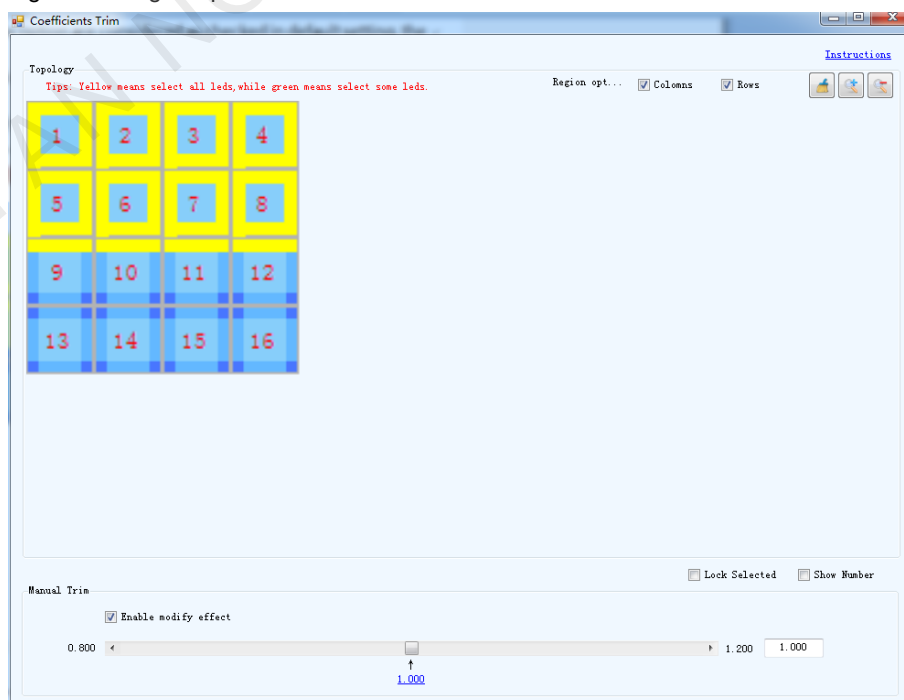 Coefficients Trim
Instructions
Topology
Tips: Yellow means select all leds,while green means select some leds.
Region opt... Colomns Rows
1 2 3 4
5 6 7 8
9 10 11 12
13 14 15 16
Lock Selected Show Number
Manual Trim
Enable modify effect
0.800 1.200 1.000
1.000